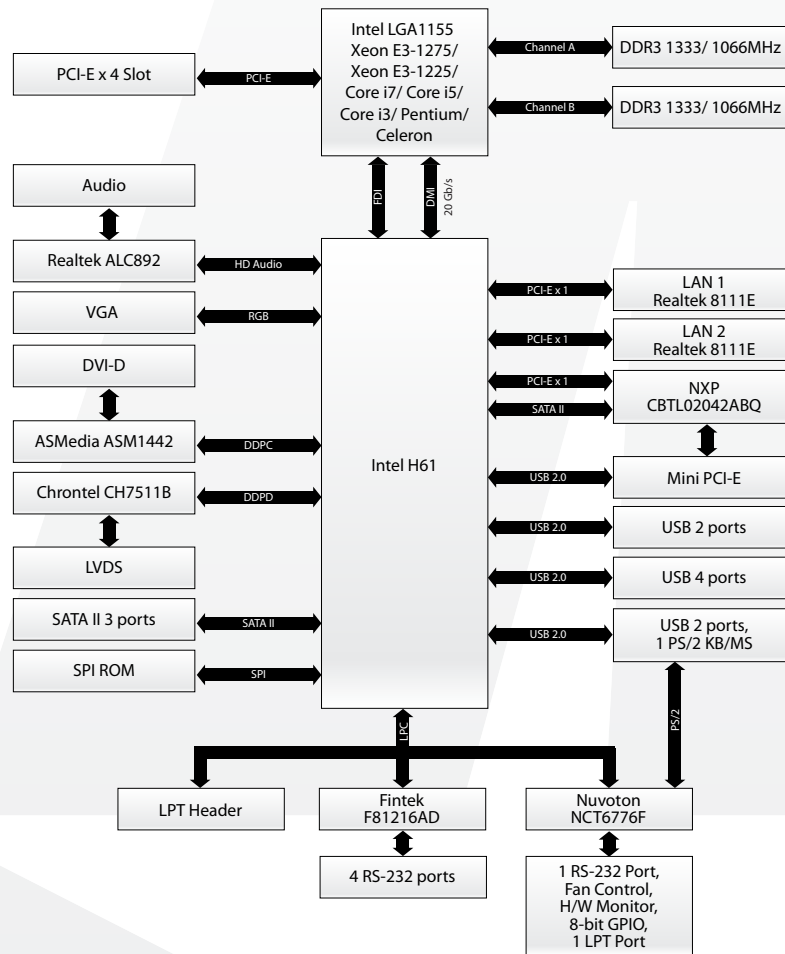 Intel LGA1155
Xeon E3-1275/
Xeon E3-1225/
Core i7/ Core i5/
Core i3/ Pentium/
Celeron
PCI-E x 4 Slot
PCI-E
Channel A
DDR3 1333/ 1066MHz
Channel B
DDR3 1333/ 1066MHz
FDI
DMI
20 Gb/s
Audio
Realtek ALC892
HD Audio
VGA
RGB
DVI-D
ASMedia ASM1442
DDPC
Chrontel CH7511B
DDPD
LVDS
SATA II 3 ports
SATA II
SPI ROM
SPI
Intel H61
PCI-E x 1
LAN 1
Realtek 8111E
PCI-E x 1
LAN 2
Realtek 8111E
PCI-E x 1
SATA II
NXP
CBTL02042ABQ
USB 2.0
Mini PCI-E
USB 2.0
USB 2 ports
USB 2.0
USB 4 ports
USB 2.0
USB 2 ports,
1 PS/2 KB/MS
PS/2
LPC
LPT Header
Fintek
F81216AD
4 RS-232 ports
Nuvoton
NCT6776F
1 RS-232 Port,
Fan Control,
H/W Monitor,
8-bit GPIO,
1 LPT Port